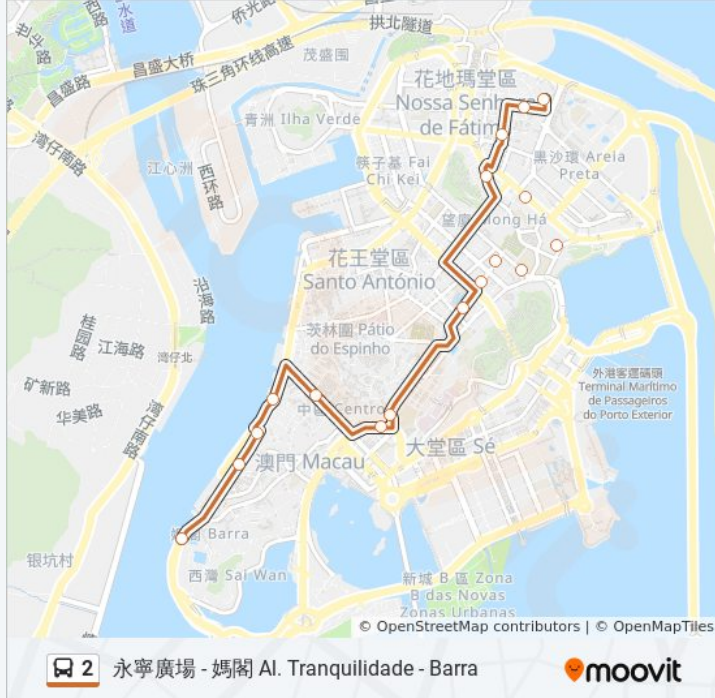 水道
侨光路
拱北隧道
昌盛大桥
茂盛围
昌盛路
珠三角环线高速
花地瑪堂區
Nossa Senh
de Fátim
青洲 Ilha Verde
湾仔南路
江心洲
西环路
筷子基 Fai
Chi Kei
黑沙環 Areia
Preta
望廈 Mong Há
花王堂區
Santo António
沿海路
桂园路
江海路
湾仔北
茨林圍 Pátio
do Espinho
矿新路
华美路
湾仔南路
外港客運碼頭
Terminal Marítimo
de Passageiros
do Porto Exterior
中區 Centro
大堂區 Sé
澳門 Macau
媽閣 Barra
银坑村
西灣 Sai Wan
新城 B 區 Zona
B das Novas
Zonas Urbanas
© OpenStreetMap contributors | © OpenMapTiles
2 永寧廣場 - 媽閣 Al. Tranquilidade - Barra
moovit